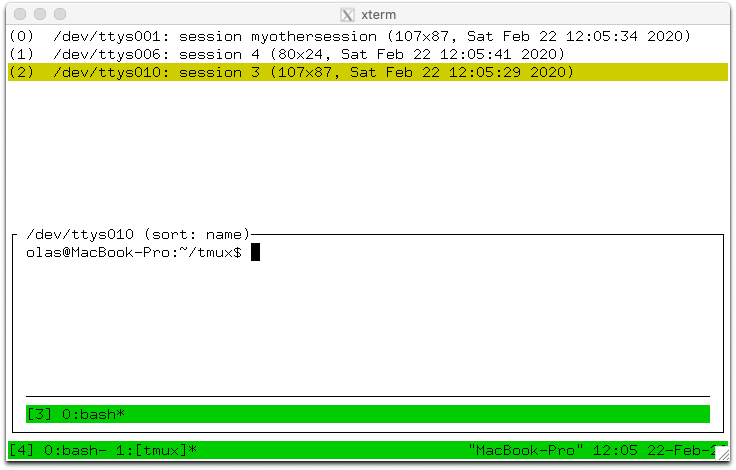 xterm
(0)  /dev/ttys001: session myothersession (107x87, Sat Feb 22 12:05:34 2020)
(1)  /dev/ttys006: session 4 (80x24, Sat Feb 22 12:05:41 2020)
(2)  /dev/ttys010: session 3 (107x87, Sat Feb 22 12:05:29 2020)
/dev/ttys010 (sort: name)
olas@MacBook-Pro:~/tmux$
[3] 0:bash*
[4] 0:bash- 1:[tmux]* "MacBook-Pro" 12:05 22-Feb-